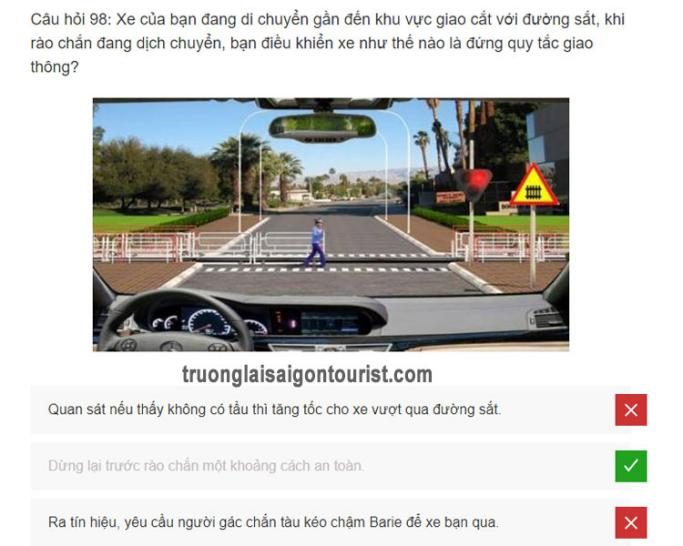 Câu hỏi 98: Xe của bạn đang di chuyển gần đến khu vực giao cắt với đường sắt, khi
rào chắn đang dịch chuyển, bạn điều khiển xe như thế nào là đứng quy tắc giao
thông?
truonglaisaigontourist.com
Quan sát nếu thấy không có tầu thì tăng tốc cho xe vượt qua đường sắt.
Dừng lại trước rào chắn một khoảng cách an toàn.
Ra tín hiệu, yêu cầu người gác chắn tàu kéo chậm Barie để xe bạn qua.